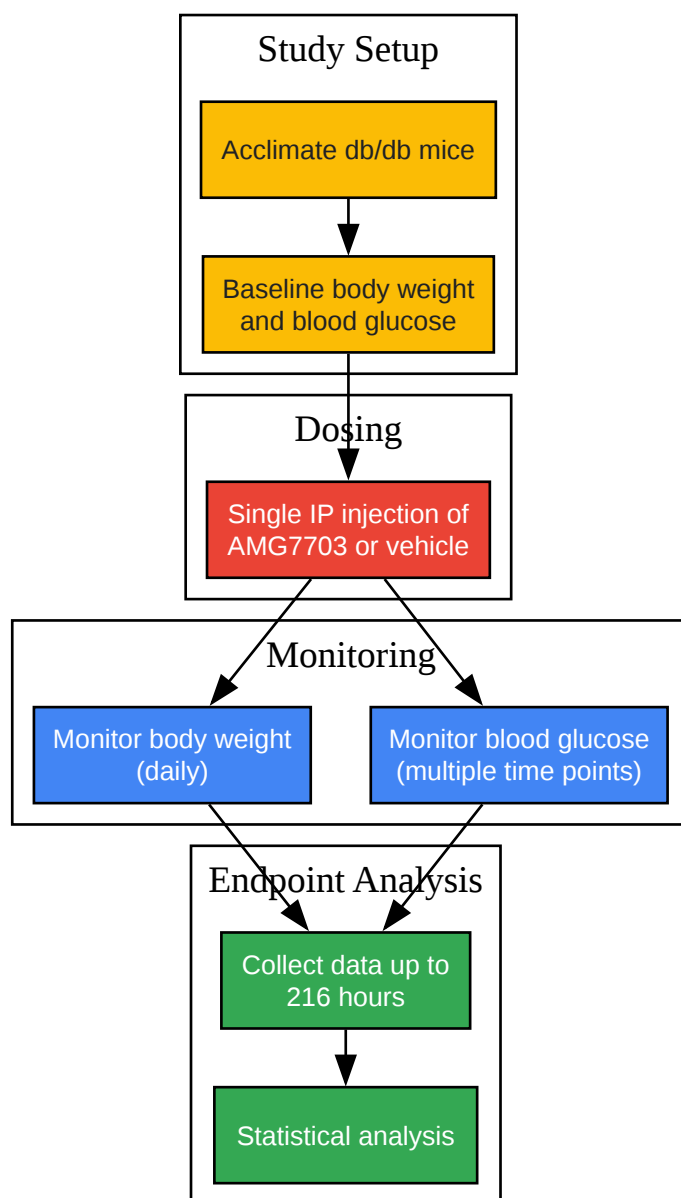 Study Setup
Acclimate db/db mice
Baseline body weight
and blood glucose
Dosing
Single IP injection of
AMG7703 or vehicle
Monitoring
Monitor body weight
(daily)
Monitor blood glucose
(multiple time points)
Endpoint Analysis
Collect data up to
216 hours
Statistical analysis